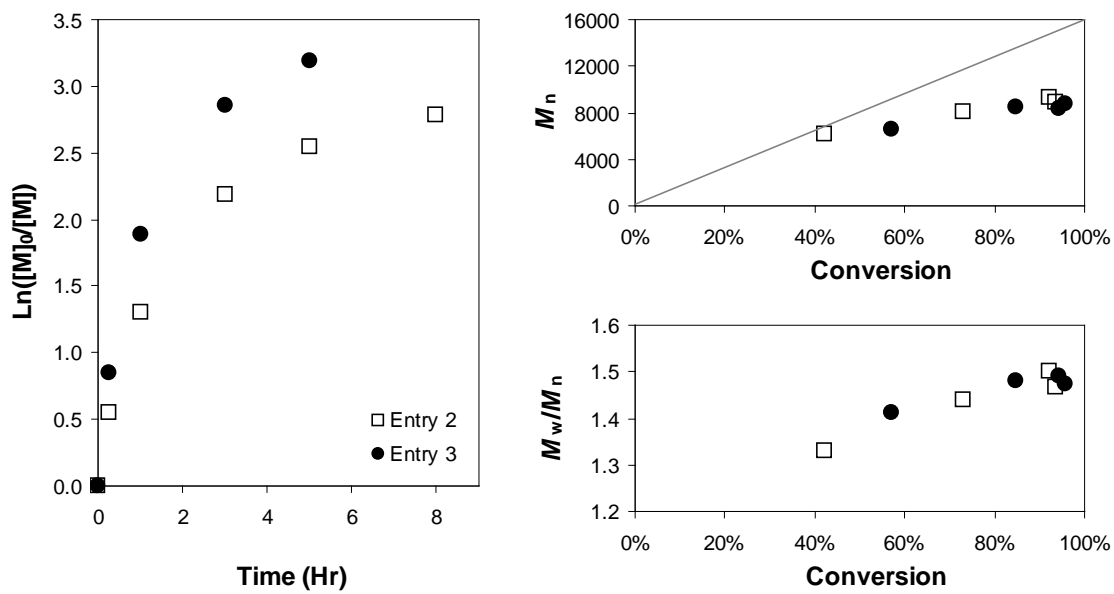 Ln([M]0/[M])
3.5
3.0
2.5
2.0
1.5
1.0
0.5
0.0
0 2 4 6 8
Time (Hr)
Entry 2
Entry 3
Mn
16000
12000
8000
4000
0
0% 20% 40% 60% 80% 100%
Conversion
Mw/Mn
1.6
1.5
1.4
1.3
1.2
0% 20% 40% 60% 80% 100%
Conversion